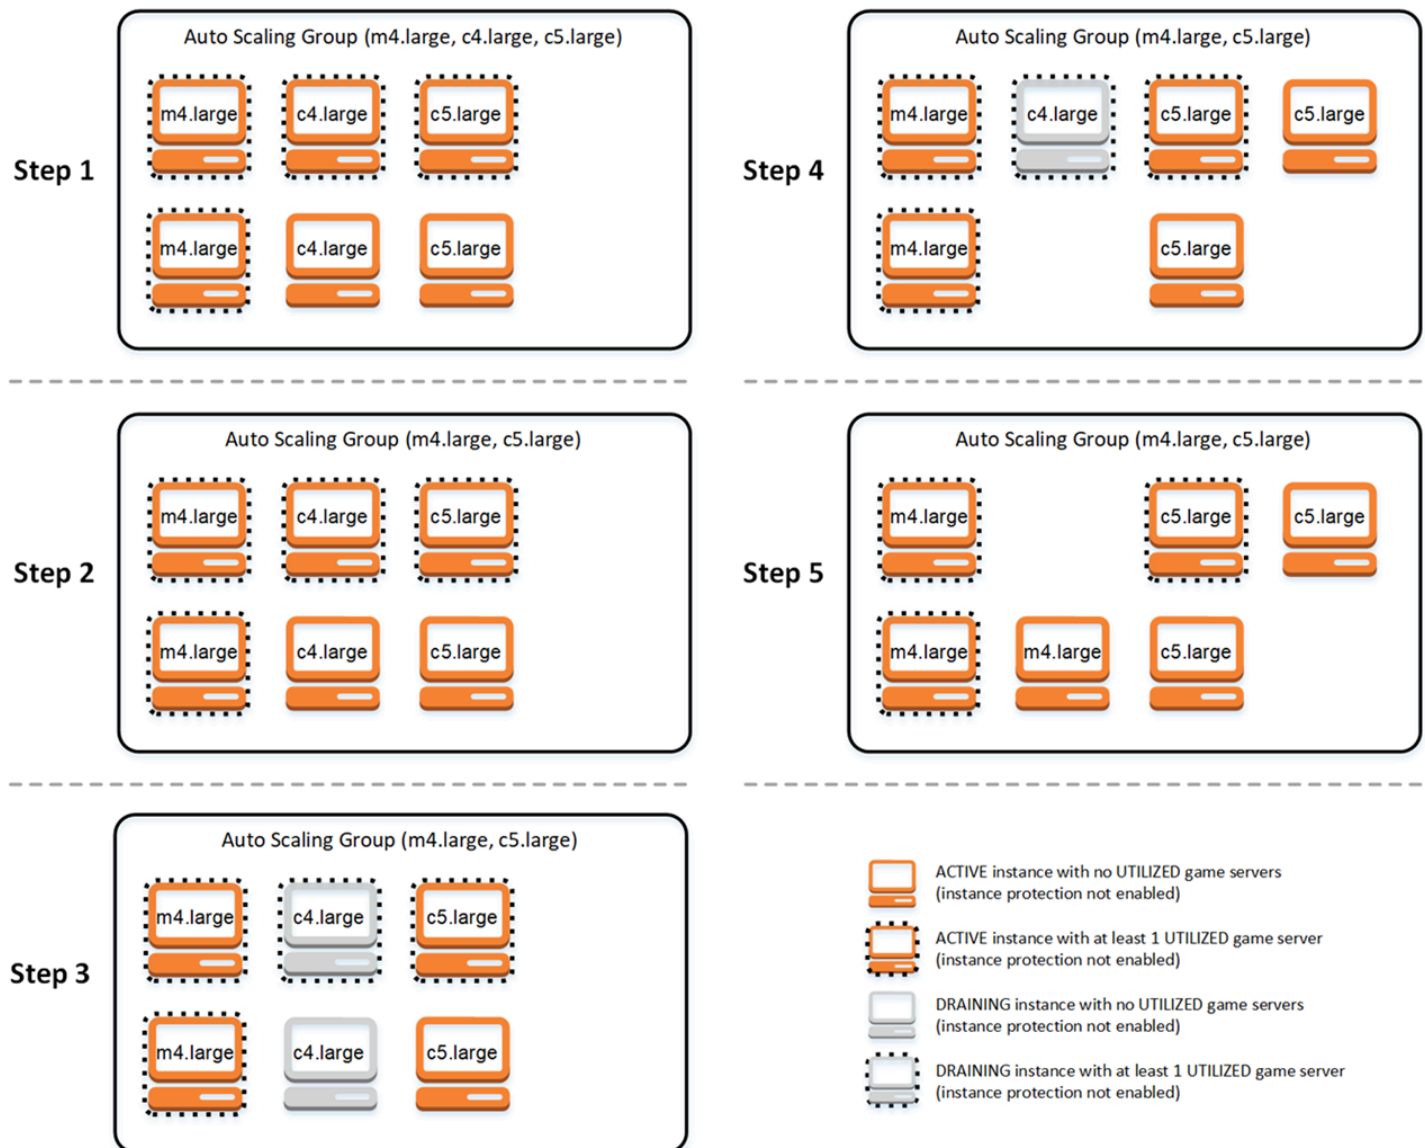 Step 1
Auto Scaling Group (m4.large, c4.large, c5.large)
m4.large c4.large c5.large
m4.large c4.large c5.large
Step 2
Auto Scaling Group (m4.large, c5.large)
m4.large c4.large c5.large
m4.large c4.large c5.large
Step 3
Auto Scaling Group (m4.large, c5.large)
m4.large c4.large c5.large
m4.large c4.large c5.large
Step 4
Auto Scaling Group (m4.large, c5.large)
m4.large c4.large c5.large c5.large
m4.large c5.large
Step 5
Auto Scaling Group (m4.large, c5.large)
m4.large c5.large c5.large
m4.large m4.large c5.large
ACTIVE instance with no UTILIZED game servers
(instance protection not enabled)
ACTIVE instance with at least 1 UTILIZED game server
(instance protection not enabled)
DRAINING instance with no UTILIZED game servers
(instance protection not enabled)
DRAINING instance with at least 1 UTILIZED game server
(instance protection not enabled)